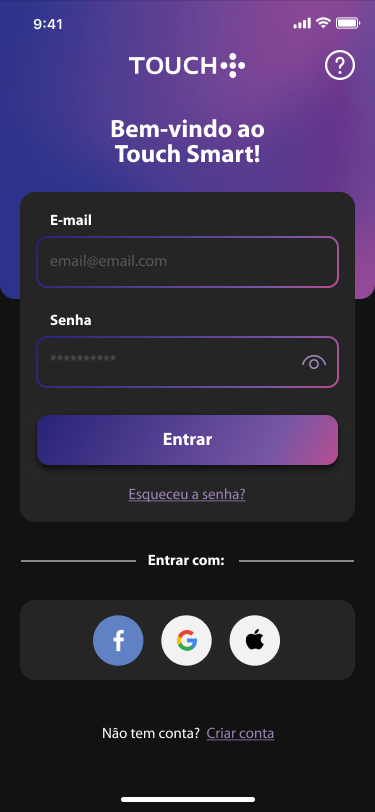 9:41
TOUCH
?
Bem-vindo ao
Touch Smart!
E-mail
email@email.com
Senha
**********
Entrar
Esqueceu a senha?
Entrar com:
f G
Não tem conta? Criar conta